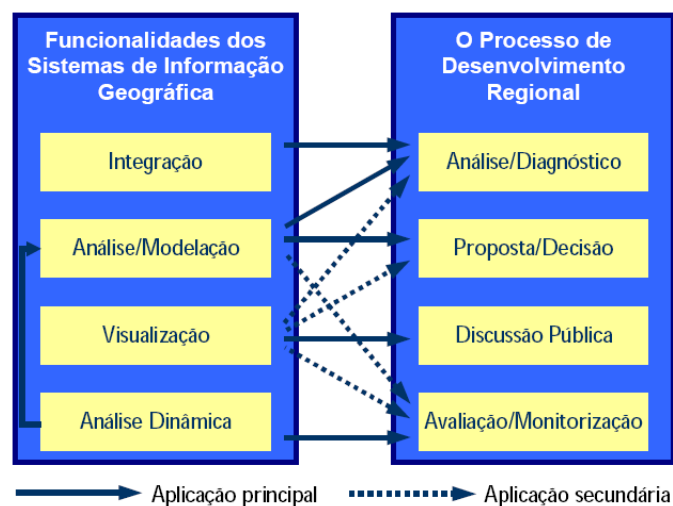 Funcionalidades dos
Sistemas de Informação
Geográfica
Integração
Análise/Modelação
Visualização
Análise Dinâmica
O Processo de
Desenvolvimento
Regional
Análise/Diagnóstico
Proposta/Decisão
Discussão Pública
Avaliação/Monitorização
Aplicação principal
Aplicação secundária